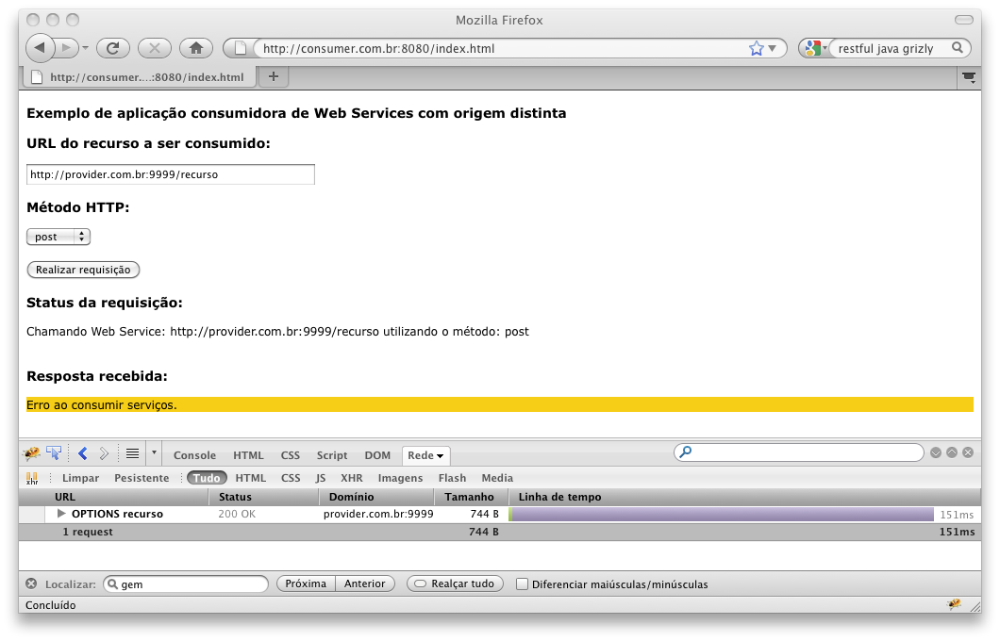 Mozilla Firefox
http://consumer.com.br:8080/index.html
restful java grizly
http://consumer....:8080/index.html
Exemplo de aplicação consumidora de Web Services com origem distinta
URL do recurso a ser consumido:
http://provider.com.br:9999/recurso
Método HTTP:
post
Realizar requisição
Status da requisição:
Chamando Web Service: http://provider.com.br:9999/recurso utilizando o método: post
Resposta recebida:
Erro ao consumir serviços.
Console HTML CSS Script DOM Rede
xhr Limpar Pesistente Tudo HTML CSS JS XHR Imagens Flash Media
URL Status Domínio Tamanho Linha de tempo
OPTIONS recurso 200 OK provider.com.br:9999 744 B 151ms
1 request 744 B 151ms
Localizar: gem Próxima Anterior Realçar tudo Diferenciar maiúsculas/minúsculas
Concluído